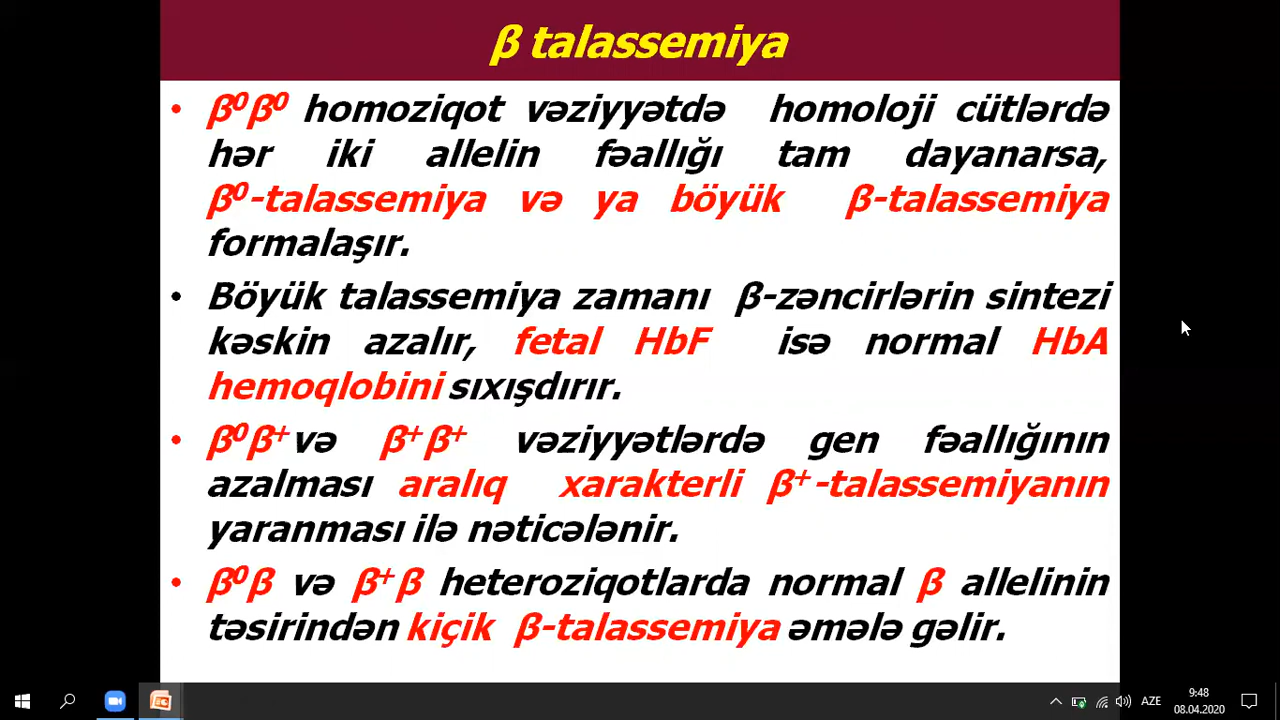 β talassemiya
• β⁰β⁰ homoziqot vəziyyətdə homoloji cütlərdə
hər iki allelin fəallığı tam dayanarsa,
β⁰-talassemiya və ya böyük β-talassemiya
formalaşır.
• Böyük talassemiya zamanı β-zəncirlərin sintezi
kəskin azalır, fetal HbF isə normal HbA
hemoqlobini sıxışdırır.
• β⁰β⁺ və β⁺β⁺ vəziyyətlərdə gen fəallığının
azalması aralıq xarakterli β⁺-talassemiyanın
yaranması ilə nəticələnir.
• β⁰β və β⁺β heteroziqotlarda normal β allelinin
təsirindən kiçik β-talassemiya əmələ gəlir.
AZE
9:48
08.04.2020